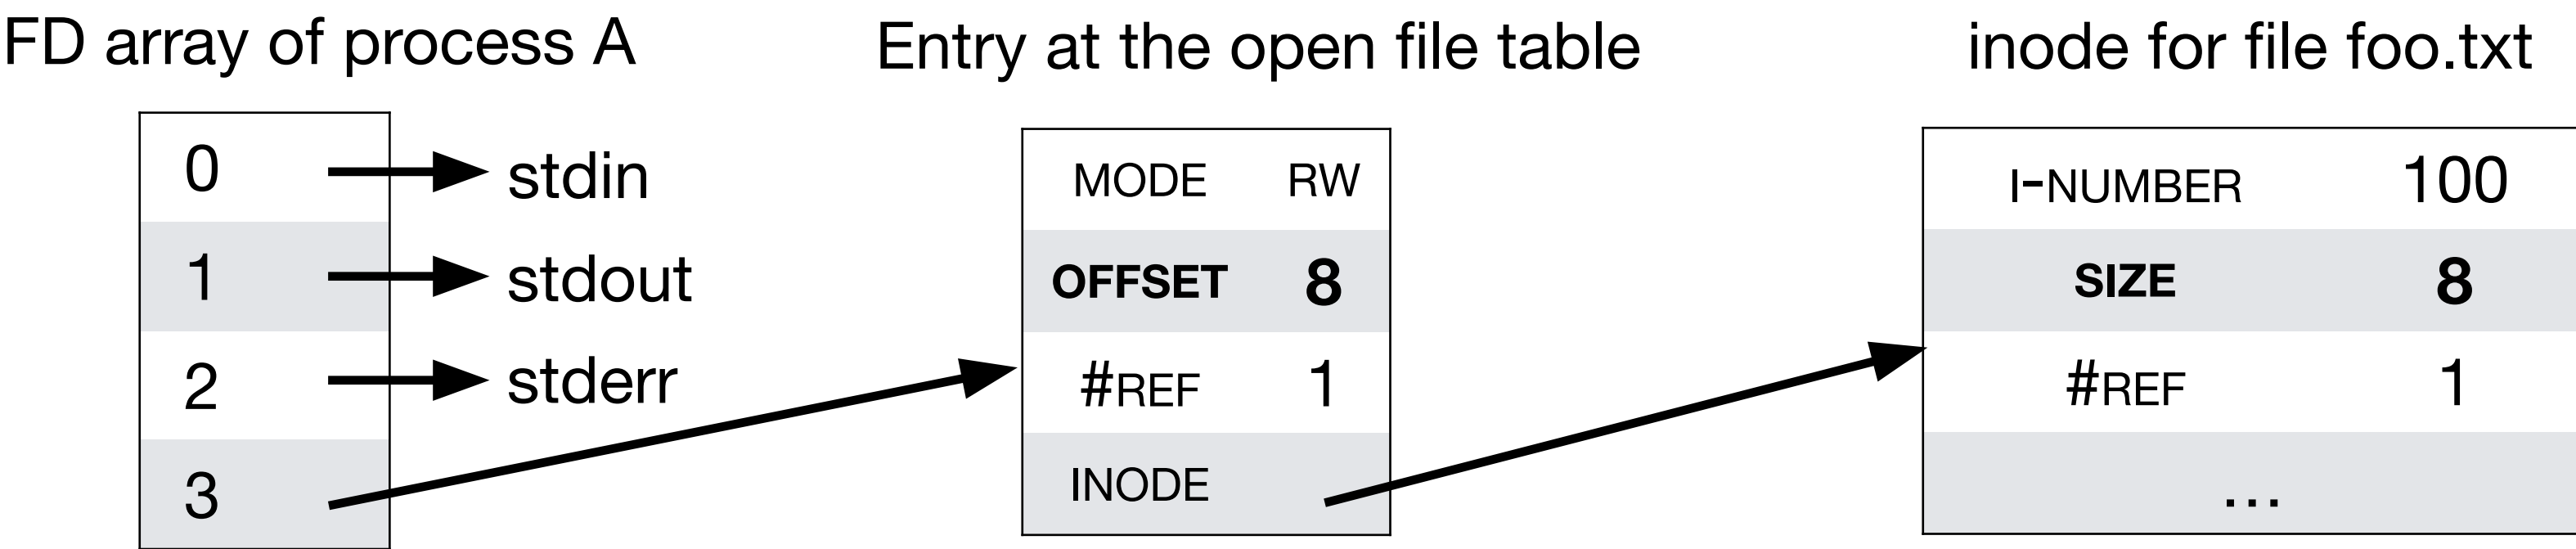 FD array of process A
0 stdin
1 stdout
2 stderr
3
Entry at the open file table
MODE RW
OFFSET 8
#REF 1
INODE
inode for file foo.txt
I-NUMBER 100
SIZE 8
#REF 1
...